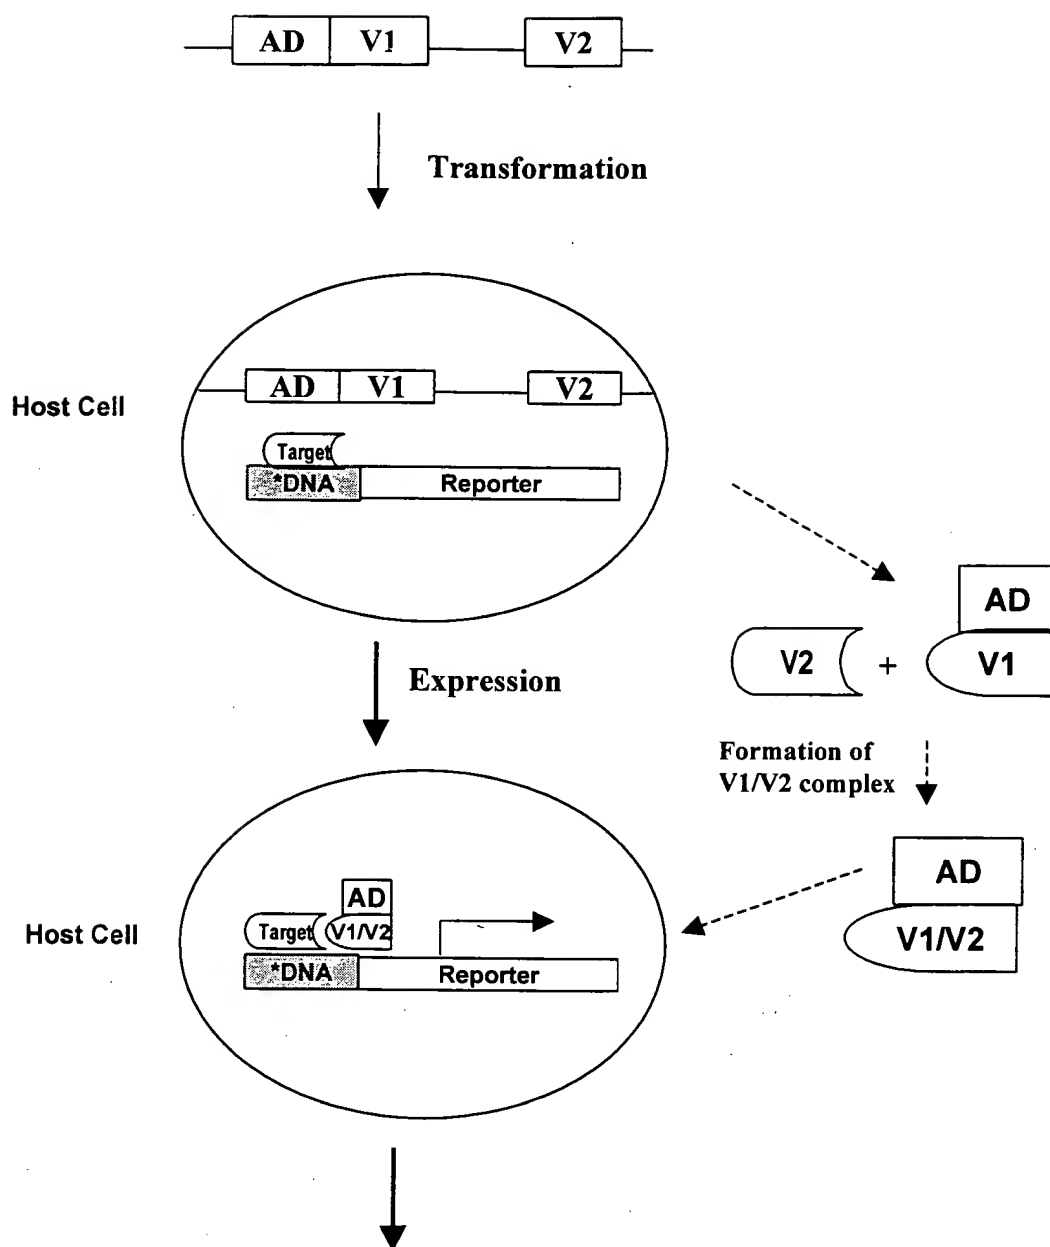 AD V1 V2
Transformation
Host Cell
AD V1 V2
Target
*DNA Reporter
AD
V2 + V1
Expression
Formation of
V1/V2 complex
AD
V1/V2
Host Cell
AD
Target V1/V2
*DNA Reporter